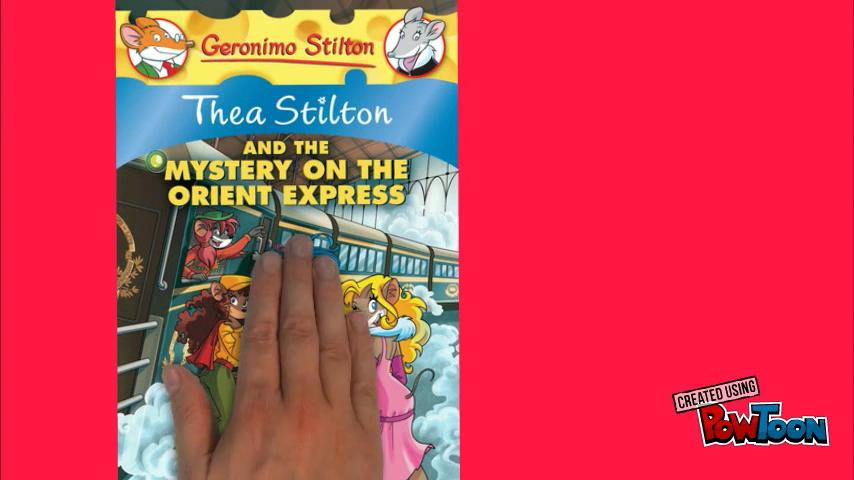 Geronimo Stilton
Thea Stilton
AND THE
MYSTERY ON THE
ORIENT EXPRESS
CREATED USING
POWTOON